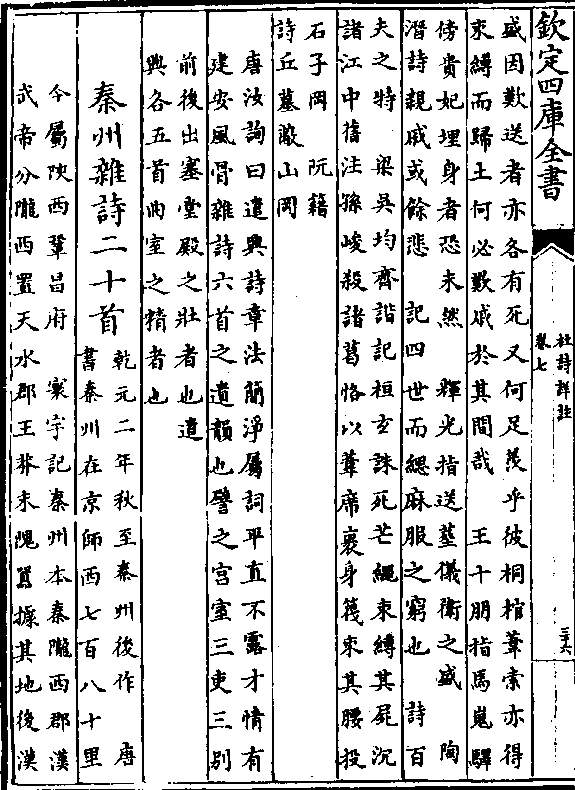 欽定四庫全書
杜詩詳註
卷七
三十六
盛因歎送者亦各有死又何足羨乎彼桐棺葦索亦得
束縛而歸土何必歎戚於其間哉 王十朋指馬嵬驛
傍貴妃埋身者恐未然 輝光指送墓儀衛之盛 陶
潛詩親戚或餘悲 記四世而緦麻服之窮也 詩百
夫之特 梁吳均齊諧記桓玄誅死芒繩束縛其屍沉
諸江中舊注孫峻殺諸葛恪以葦席裹身篾束其腰投
石子岡 阮籍
詩丘墓蔽山岡
唐汝詢曰遣興詩章法簡淨屬詞平直不露才情有
建安風骨雜詩六首之遺韻也譬之宫室三吏三别
前後出塞堂殿之壯者也遣
興各五首曲室之精者也
秦州雜詩二十首
乾元二年秋至秦州後作 唐
書秦州在京師西七百八十里
今屬陜西鞏昌府 寰宇記秦州本秦隴西郡漢
武帝分隴西置天水郡王莽末隗囂據其地後漢